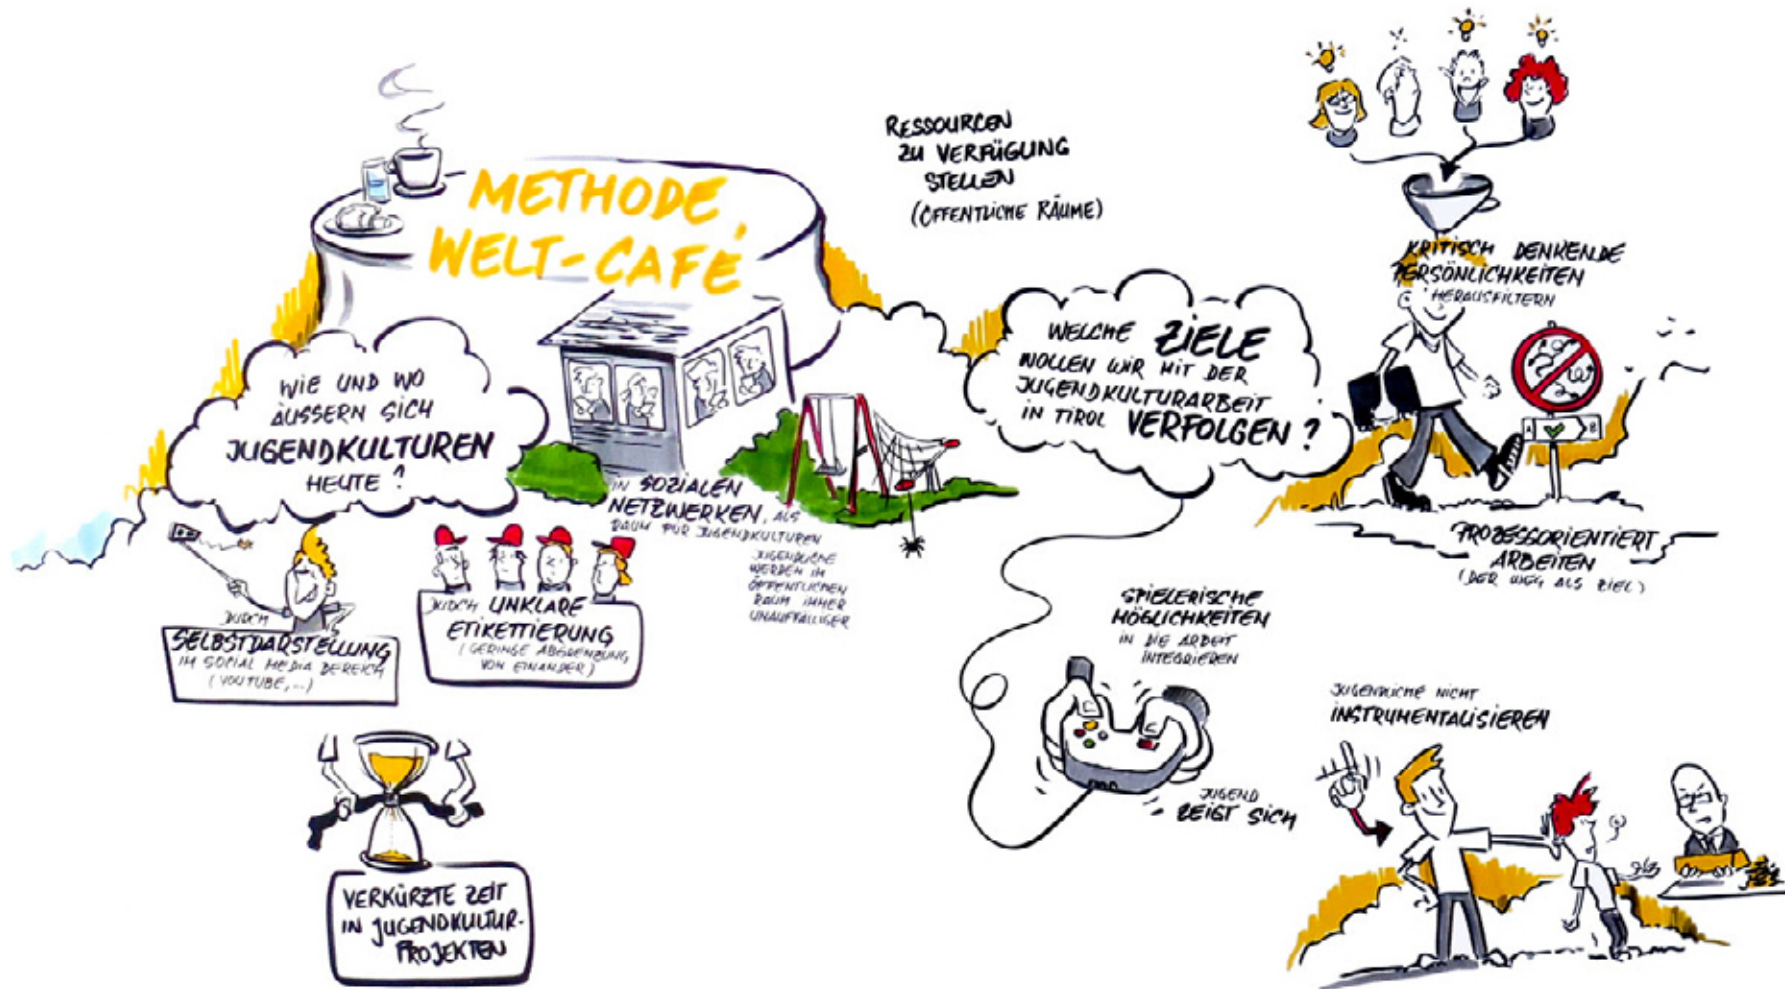 METHODE
WELT-CAFÉ
WIE UND WO
ÄUSSERN SICH
JUGENDKULTUREN
HEUTE?
DURCH
SELBSTDARSTELLUNG
IM SOCIAL MEDIA BEREICH
(YOUTUBE,...)
DURCH UNKLARE
ETIKETTIERUNG
(GERINGE ABGRENZUNG
VON EINANDER)
IN SOZIALEN
NETZWERKEN, ALS
RAUM FÜR JUGENDKULTUREN
JUGENDLICHE
WERDEN IM
ÖFFENTLICHEN
RAUM IMMER
UNAUFFÄLLIGER
VERKÜRZTE ZEIT
IN JUGENDKULTUR-
PROJEKTEN
RESSOURCEN
ZU VERFÜGUNG
STELLEN
(ÖFFENTLICHE RÄUME)
WELCHE ZIELE
WOLLEN WIR MIT DER
JUGENDKULTURARBEIT
IN TIROL VERFOLGEN?
KRITISCH DENKENDE
PERSÖNLICHKEITEN
HERAUSFILTERN
A B
PROZESSORIENTIERT
ARBEITEN
(DER WEG ALS ZIEL)
SPIELERISCHE
MÖGLICHKEITEN
IN DIE ARBEIT
INTEGRIEREN
JUGEND
ZEIGT SICH
JUGENDLICHE NICHT
INSTRUMENTALISIEREN